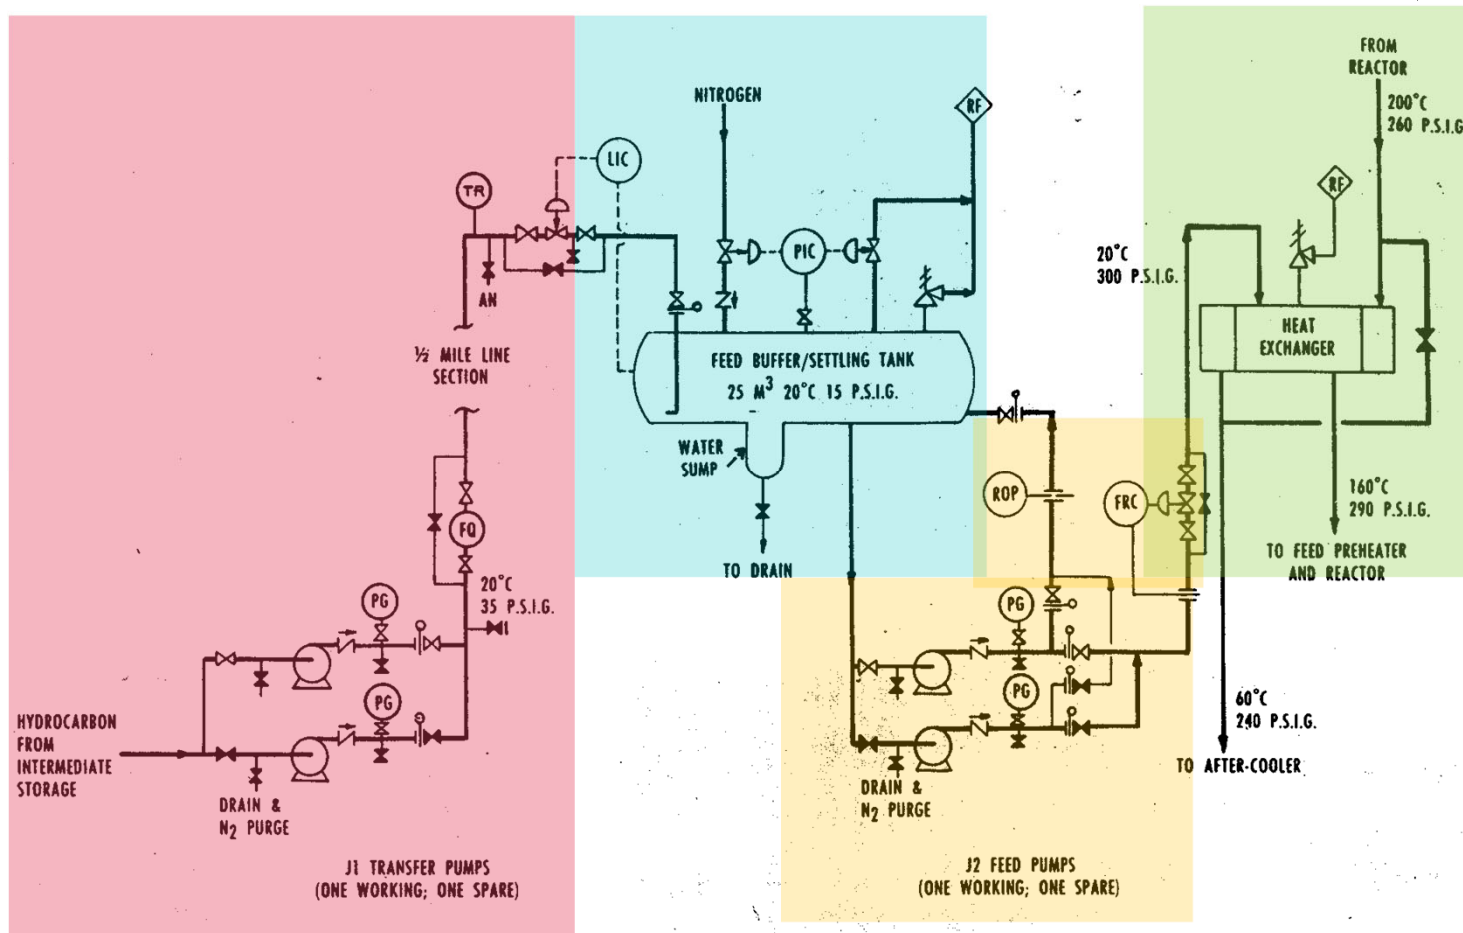 NITROGEN
RF
LIC
TR
PIC
AN
½ MILE LINE
SECTION
FEED BUFFER/SETTLING TANK
25 M³ 20°C 15 P.S.I.G.
WATER
SUMP
TO DRAIN
FQ
20°C
35 P.S.I.G.
PG
PG
HYDROCARBON
FROM
INTERMEDIATE
STORAGE
DRAIN &
N₂ PURGE
J1 TRANSFER PUMPS
(ONE WORKING; ONE SPARE)
ROP
FRC
PG
PG
DRAIN &
N₂ PURGE
J2 FEED PUMPS
(ONE WORKING; ONE SPARE)
FROM
REACTOR
200°C
260 P.S.I.G
RF
20°C
300 P.S.I.G.
HEAT
EXCHANGER
160°C
290 P.S.I.G.
TO FEED PREHEATER
AND REACTOR
60°C
240 P.S.I.G.
TO AFTER-COOLER